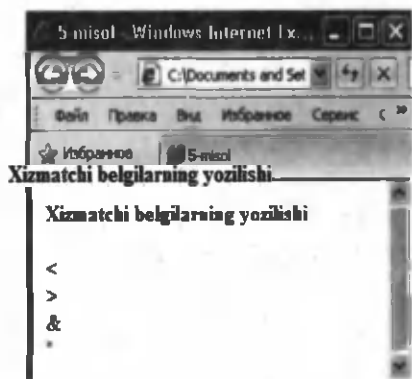 5-misol - Windows Internet Ex...
C:\Documents and Set
Файл Правка Вид Избранное Сервис С »
Избранное 5-misol
Xizmatchi belgilarning yozilishi
Xizmatchi belgilarning yozilishi
<
>
&
"